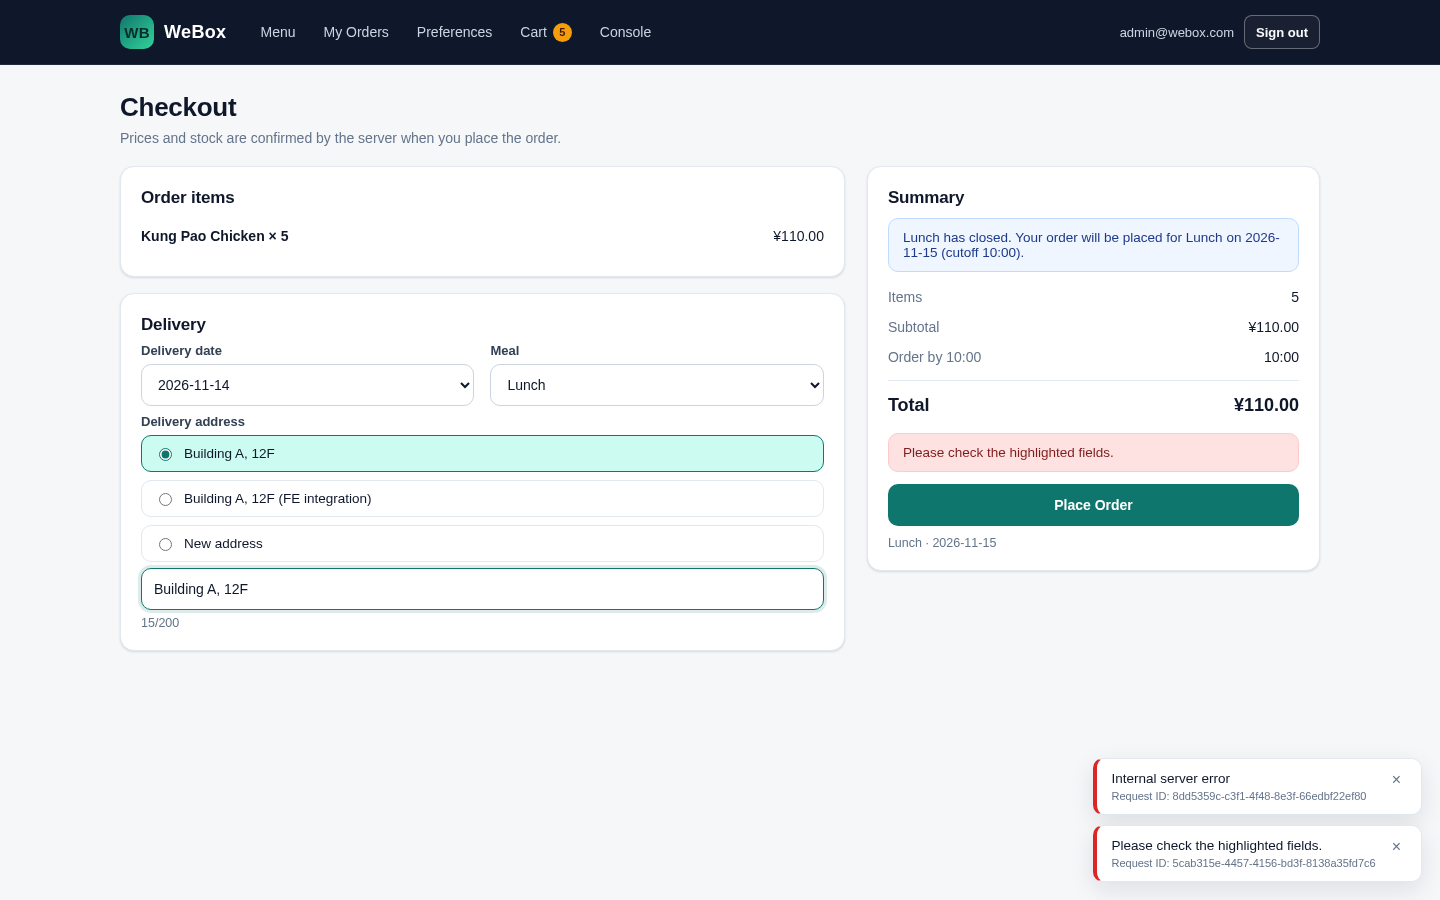 WB WeBox Menu My Orders Preferences Cart 5 Console admin@webox.com Sign out
Checkout
Prices and stock are confirmed by the server when you place the order.
Order items
Kung Pao Chicken × 5 ¥110.00
Delivery
Delivery date Meal
2026-11-14 Lunch
Delivery address
Building A, 12F
Building A, 12F (FE integration)
New address
Building A, 12F
15/200
Summary
Lunch has closed. Your order will be placed for Lunch on 2026-
11-15 (cutoff 10:00).
Items 5
Subtotal ¥110.00
Order by 10:00 10:00
Total ¥110.00
Please check the highlighted fields.
Place Order
Lunch · 2026-11-15
Internal server error ×
Request ID: 8dd5359c-c3f1-4f48-8e3f-66edbf22ef80
Please check the highlighted fields. ×
Request ID: 5cab315e-4457-4156-bd3f-8138a35fd7c6